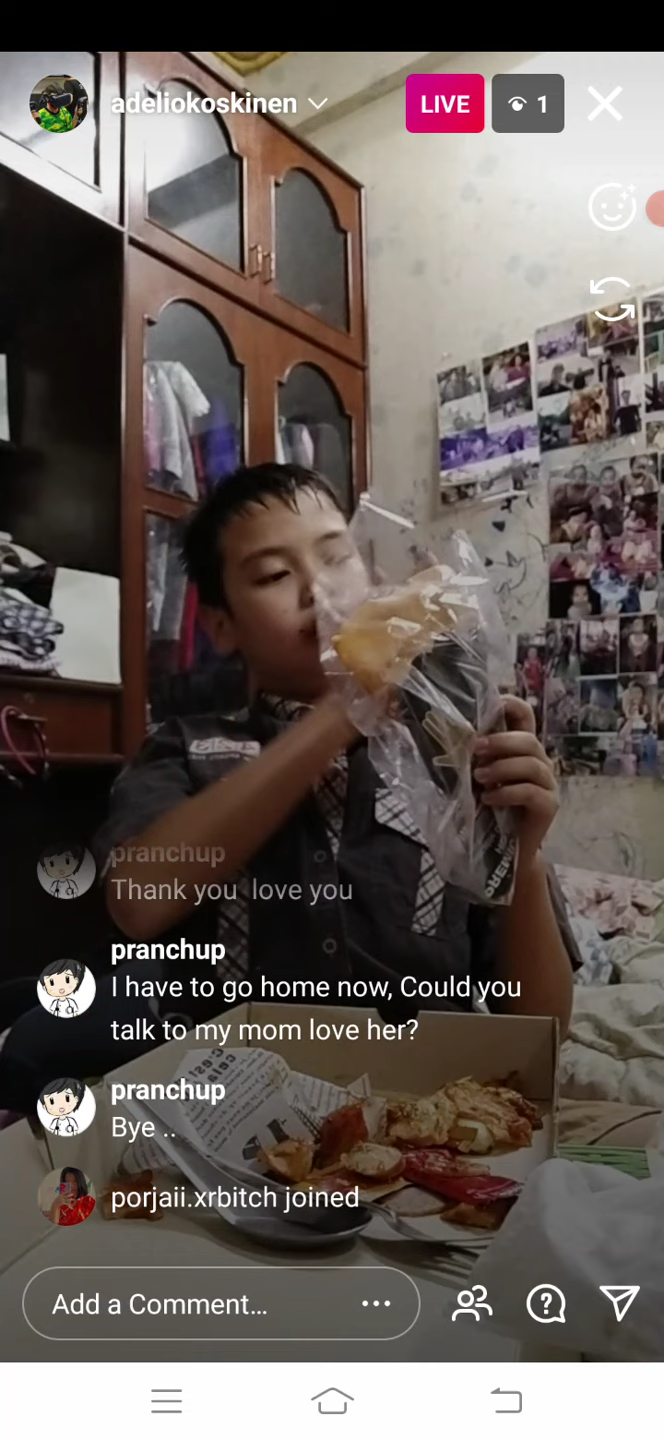 adeliokoskinen
LIVE
1
pranchup
Thank you love you
pranchup
I have to go home now, Could you
talk to my mom love her?
pranchup
Bye ..
porjaii.xrbitch joined
Add a Comment...